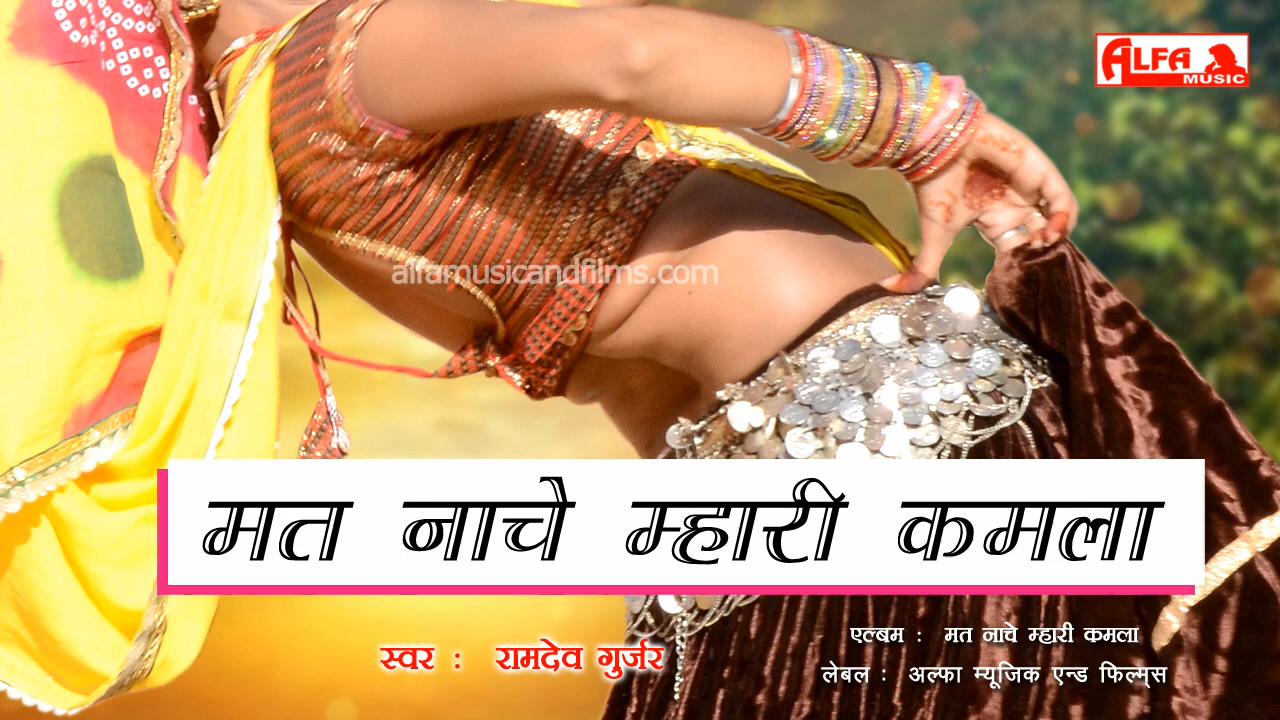 ALFA
MUSIC
alfamusicandfilms.com
मत नाचे म्हारी कमला
स्वर : रामदेव गुर्जर
एल्बम : मत नाचे म्हारी कमला
लेबल : अल्फा म्यूजिक एन्ड फिल्म्स